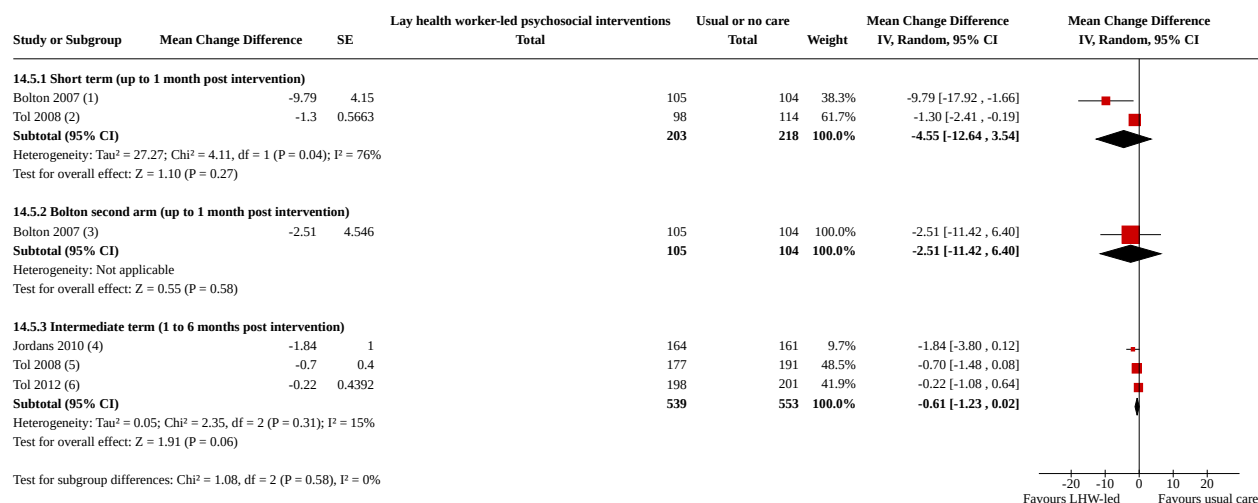 Lay health worker-led psychosocial interventions Usual or no care Mean Change Difference Mean Change Difference
Study or Subgroup Mean Change Difference SE Total Total Weight IV, Random, 95% CI IV, Random, 95% CI
14.5.1 Short term (up to 1 month post intervention)
Bolton 2007 (1) -9.79 4.15 105 104 38.3% -9.79 [-17.92 , -1.66]
Tol 2008 (2) -1.3 0.5663 98 114 61.7% -1.30 [-2.41 , -0.19]
Subtotal (95% CI) 203 218 100.0% -4.55 [-12.64 , 3.54]
Heterogeneity: Tau² = 27.27; Chi² = 4.11, df = 1 (P = 0.04); I² = 76%
Test for overall effect: Z = 1.10 (P = 0.27)
14.5.2 Bolton second arm (up to 1 month post intervention)
Bolton 2007 (3) -2.51 4.546 105 104 100.0% -2.51 [-11.42 , 6.40]
Subtotal (95% CI) 105 104 100.0% -2.51 [-11.42 , 6.40]
Heterogeneity: Not applicable
Test for overall effect: Z = 0.55 (P = 0.58)
14.5.3 Intermediate term (1 to 6 months post intervention)
Jordans 2010 (4) -1.84 1 164 161 9.7% -1.84 [-3.80 , 0.12]
Tol 2008 (5) -0.7 0.4 177 191 48.5% -0.70 [-1.48 , 0.08]
Tol 2012 (6) -0.22 0.4392 198 201 41.9% -0.22 [-1.08 , 0.64]
Subtotal (95% CI) 539 553 100.0% -0.61 [-1.23 , 0.02]
Heterogeneity: Tau² = 0.05; Chi² = 2.35, df = 2 (P = 0.31); I² = 15%
Test for overall effect: Z = 1.91 (P = 0.06)
Test for subgroup differences: Chi² = 1.08, df = 2 (P = 0.58), I² = 0%
-20 -10 0 10 20
Favours LHW-led Favours usual care